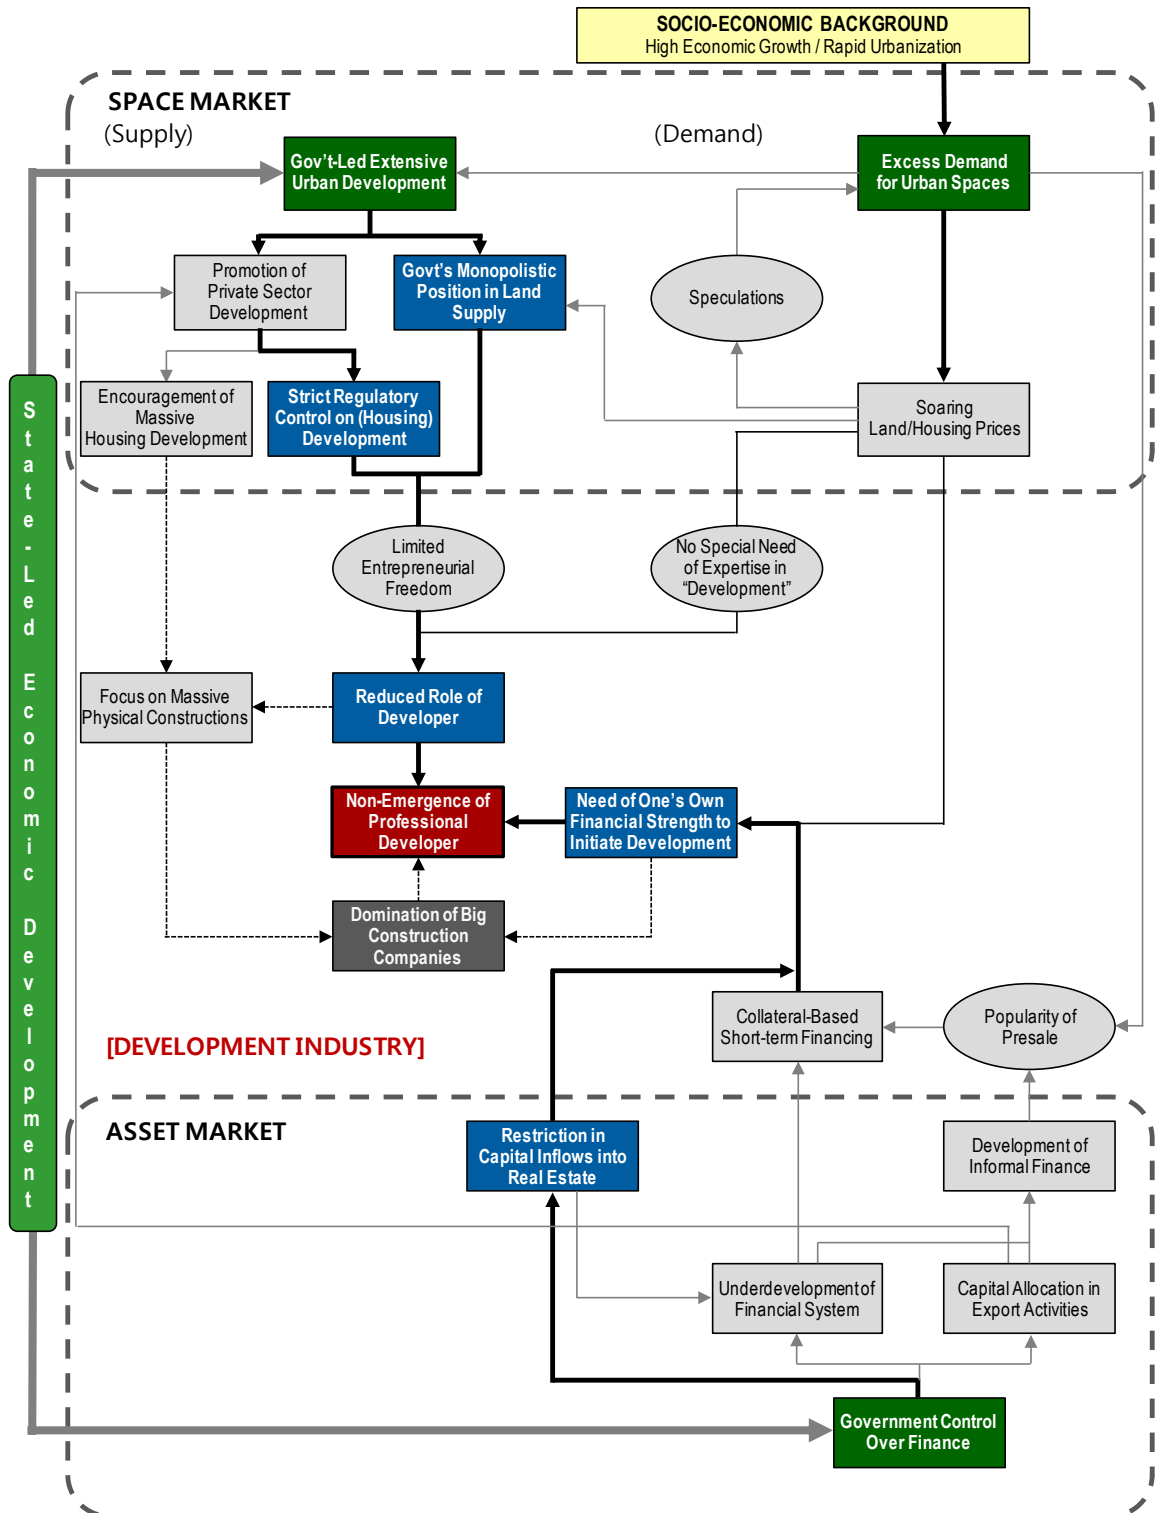 SOCIO-ECONOMIC BACKGROUND
High Economic Growth / Rapid Urbanization
SPACE MARKET
(Supply)
(Demand)
Gov't-Led Extensive
Urban Development
Excess Demand
for Urban Spaces
Promotion of
Private Sector
Development
Govt's Monopolistic
Position in Land
Supply
Speculations
Encouragement of
Massive
Housing Development
Strict Regulatory
Control on (Housing)
Development
Soaring
Land/Housing Prices
State-Led Economic Development
Limited
Entrepreneurial
Freedom
No Special Need
of Expertise in
“Development”
Focus on Massive
Physical Constructions
Reduced Role of
Developer
Non-Emergence of
Professional
Developer
Need of One's Own
Financial Strength to
Initiate Development
Domination of Big
Construction
Companies
Collateral-Based
Short-term Financing
Popularity of
Presale
[DEVELOPMENT INDUSTRY]
ASSET MARKET
Restriction in
Capital Inflows into
Real Estate
Development of
Informal Finance
Underdevelopment of
Financial System
Capital Allocation in
Export Activities
Government Control
Over Finance